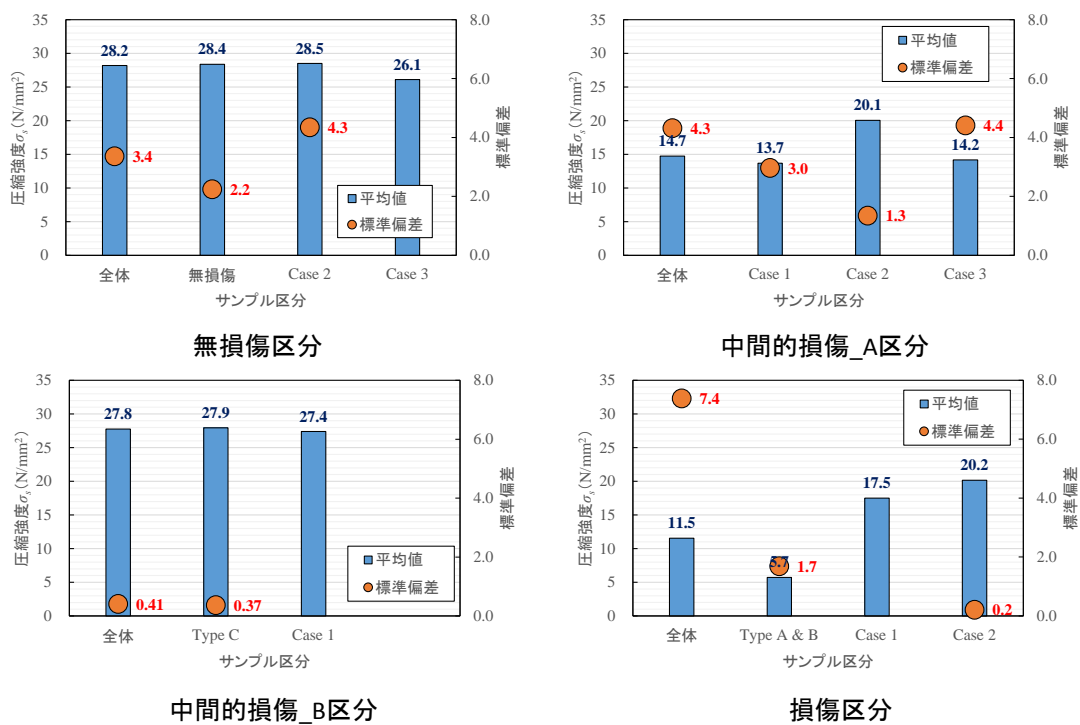 35
30
25
20
15
10
5
0
圧縮強度σs(N/mm²)
8.0
6.0
4.0
2.0
0.0
標準偏差
28.2
28.4
28.5
26.1
3.4
2.2
4.3
平均値
標準偏差
全体
無損傷
Case 2
Case 3
サンプル区分
無損傷区分
35
30
25
20
15
10
5
0
圧縮強度σs(N/mm²)
8.0
6.0
4.0
2.0
0.0
標準偏差
平均値
標準偏差
14.7
13.7
20.1
14.2
4.3
3.0
1.3
4.4
全体
Case 1
Case 2
Case 3
サンプル区分
中間的損傷_A区分
35
30
25
20
15
10
5
0
圧縮強度σs(N/mm²)
8.0
6.0
4.0
2.0
0.0
標準偏差
27.8
27.9
27.4
0.41
0.37
平均値
標準偏差
全体
Type C
Case 1
サンプル区分
中間的損傷_B区分
35
30
25
20
15
10
5
0
圧縮強度σs(N/mm²)
8.0
6.0
4.0
2.0
0.0
標準偏差
平均値
標準偏差
7.4
11.5
5.7
1.7
17.5
20.2
0.2
全体
Type A & B
Case 1
Case 2
サンプル区分
損傷区分